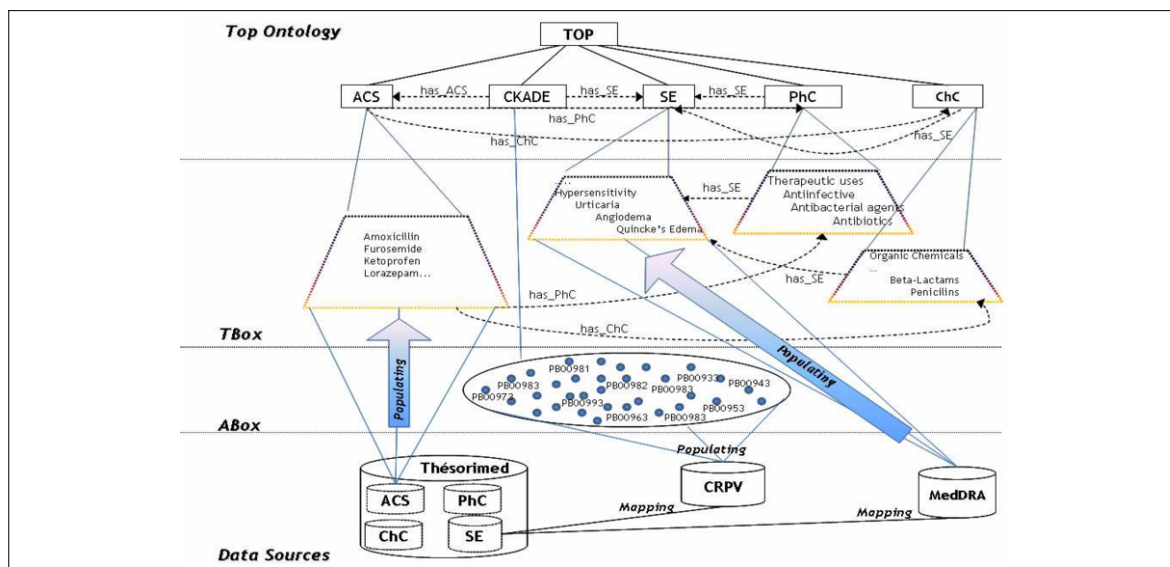 Top Ontology
TOP
ACS
has_ACS
CKADE
has_SE
SE
has_SE
PhC
ChC
has_PhC
has_ChC
has_SE
.....
Hypersensitivity
Urticaria
Angiodema
Quincke"s Edema
has_SE
Therapeutic uses
Antiinfective
Antibacterial agents
Antibiotics
Amoxicillin
Furosemide
Ketoprofen
Lorazepam...
Organic Chemicals
...
Beta-Lactams
Penicilins
has_SE
has_PhC
has_ChC
TBox
Populating
Populating
PB00981
PB00933
PB00983
PB00982
PB00983
PB00943
PB00973
PB00993
PB00953
PB00963
PB00983
ABox
Populating
Thésorimed
ACS
PhC
ChC
SE
CRPV
MedDRA
Mapping
Mapping
Data Sources